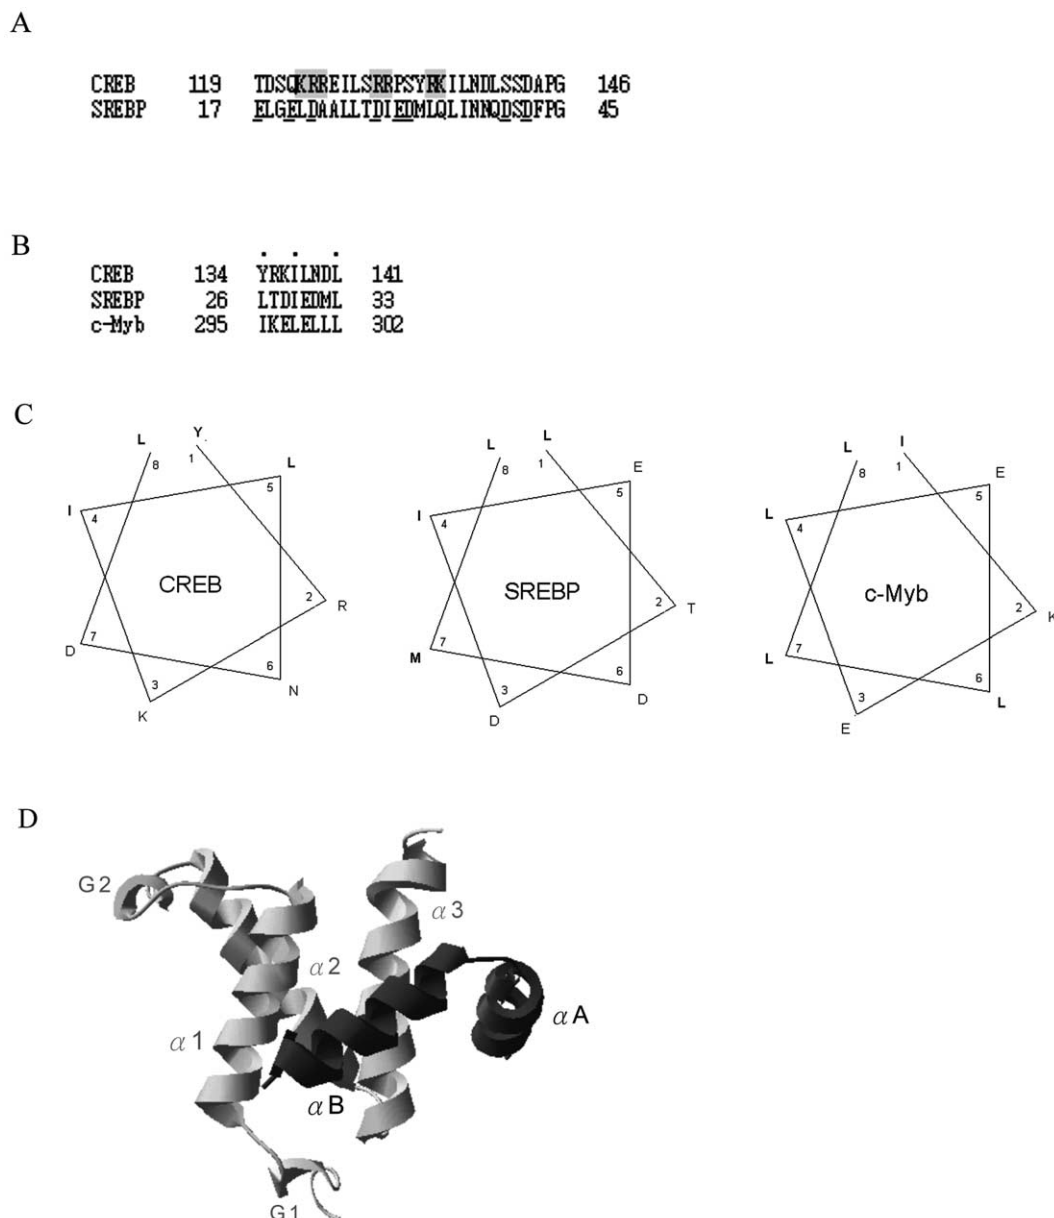 A
CREB 119 TDSQKRREILSRRPSYRKILNDLSSDAPG 146
SREBP 17 ELGELDAALLTDIEDMLQLINNQDSDFPG 45
B
. . .
CREB 134 YRKILNDL 141
SREBP 26 LTDIEDML 33
c-Myb 295 IKELELLL 302
C
L Y
8 1
L
5
I
4
CREB
2
R
7
D
6
N
3
K
L L
8 1
E
5
I
4
SREBP
2
T
7
M
6
D
3
D
L I
8 1
E
5
L
4
c-Myb
2
K
7
L
6
L
3
E
D
G2
α3
α2
αA
α1
αB
G1